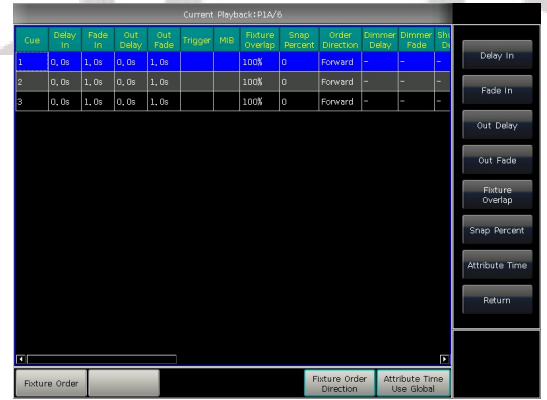 Current Playback:P1A/6
Cue Delay In Fade In Out Delay Out Fade Trigger MIB Fixture Overlap Snap Percent Order Direction Dimmer Delay Dimmer Fade
1 0.0s 1.0s 0.0s 1.0s 100% 0 Forward - - -
2 0.0s 1.0s 0.0s 1.0s 100% 0 Forward - - -
3 0.0s 1.0s 0.0s 1.0s 100% 0 Forward - - -
Delay In
Fade In
Out Delay
Out Fade
Fixture
Overlap
Snap Percent
Attribute Time
Return
Fixture Order
Fixture Order
Direction
Attribute Time
Use Global